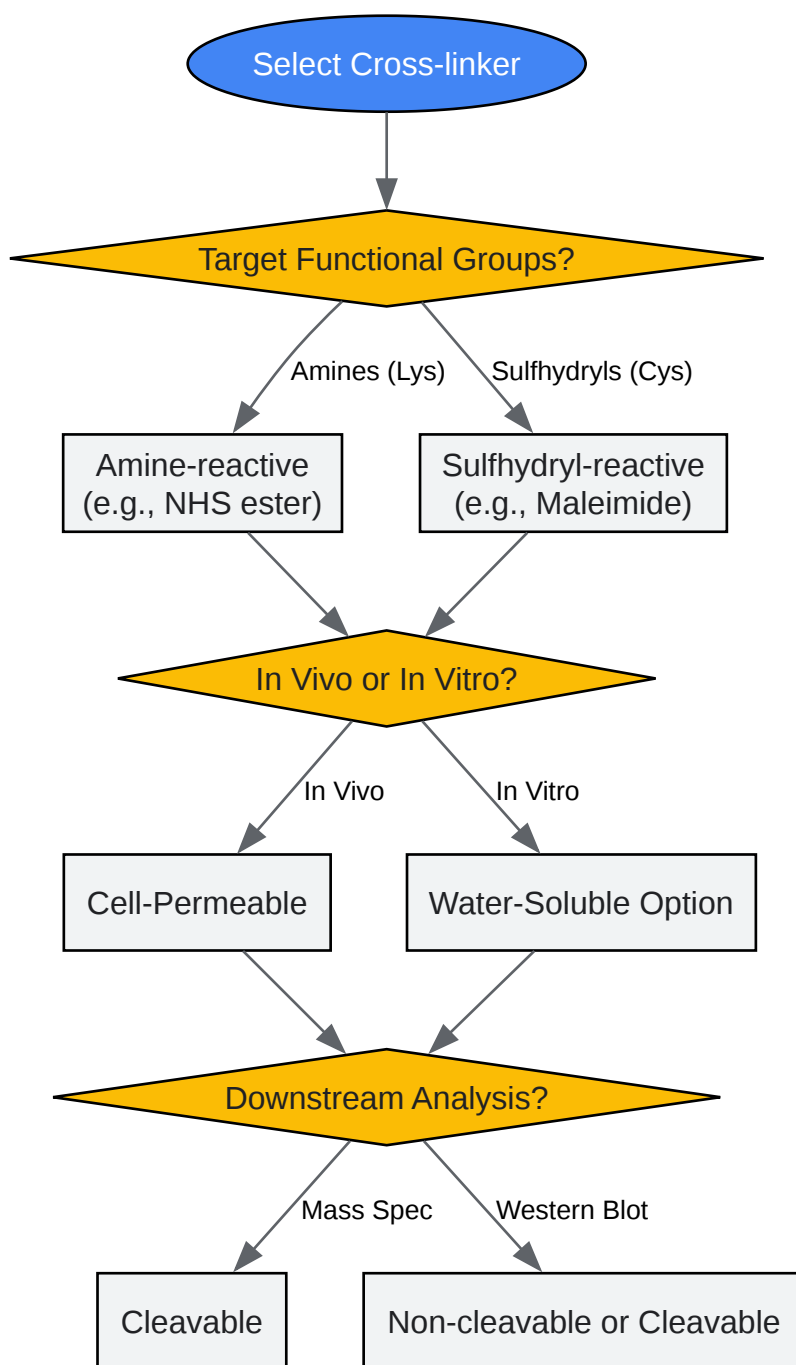 Select Cross-linker
Target Functional Groups?
Amines (Lys)
Sulfhydryls (Cys)
Amine-reactive
(e.g., NHS ester)
Sulfhydryl-reactive
(e.g., Maleimide)
In Vivo or In Vitro?
In Vivo
In Vitro
Cell-Permeable
Water-Soluble Option
Downstream Analysis?
Mass Spec
Western Blot
Cleavable
Non-cleavable or Cleavable